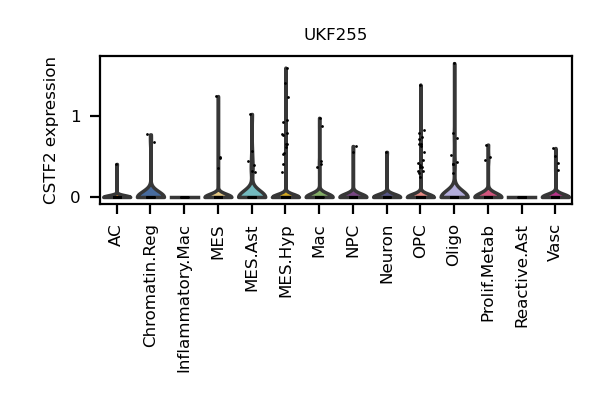 UKF255
CSTF2 expression
1
0
AC
Chromatin.Reg
Inflammatory.Mac
MES
MES.Ast
MES.Hyp
Mac
NPC
Neuron
OPC
Oligo
Prolif.Metab
Reactive.Ast
Vasc